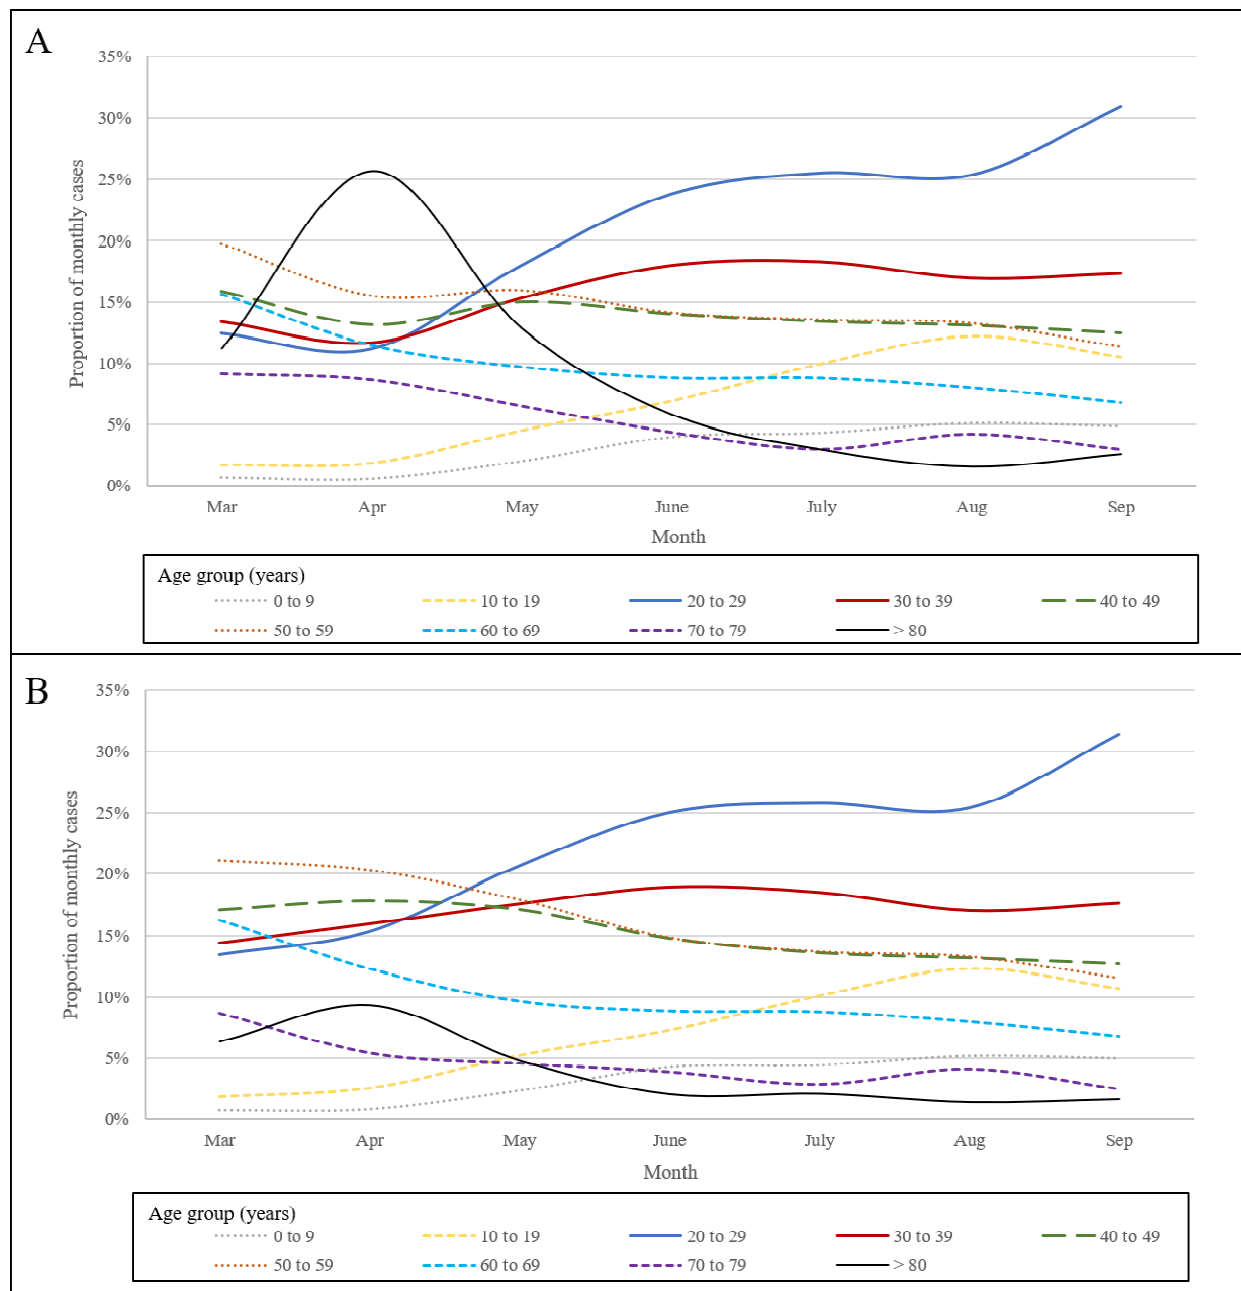 A
35%
30%
25%
20%
15%
10%
5%
0%
Proportion of monthly cases
Mar Apr May June July Aug Sep
Month
Age group (years)
0 to 9 10 to 19 20 to 29 30 to 39 40 to 49
50 to 59 60 to 69 70 to 79 > 80
B
35%
30%
25%
20%
15%
10%
5%
0%
Proportion of monthly cases
Mar Apr May June July Aug Sep
Month
Age group (years)
0 to 9 10 to 19 20 to 29 30 to 39 40 to 49
50 to 59 60 to 69 70 to 79 > 80